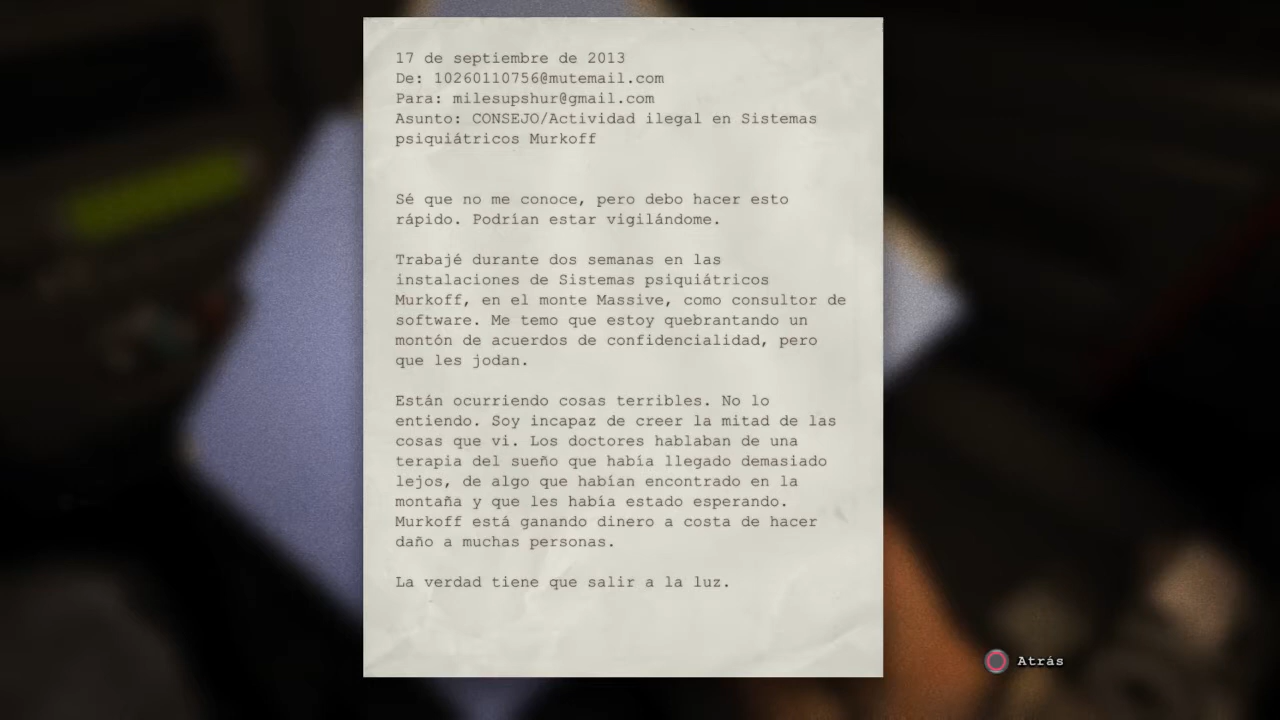 17 de septiembre de 2013
De: 10260110756@mutemail.com
Para: milesupshur@gmail.com
Asunto: CONSEJO/Actividad ilegal en Sistemas
psiquiátricos Murkoff
Sé que no me conoce, pero debo hacer esto
rápido. Podrían estar vigilándome.
Trabajé durante dos semanas en las
instalaciones de Sistemas psiquiátricos
Murkoff, en el monte Massive, como consultor de
software. Me temo que estoy quebrantando un
montón de acuerdos de confidencialidad, pero
que les jodan.
Están ocurriendo cosas terribles. No lo
entiendo. Soy incapaz de creer la mitad de las
cosas que vi. Los doctores hablaban de una
terapia del sueño que había llegado demasiado
lejos, de algo que habían encontrado en la
montaña y que les había estado esperando.
Murkoff está ganando dinero a costa de hacer
daño a muchas personas.
La verdad tiene que salir a la luz.
Atrás